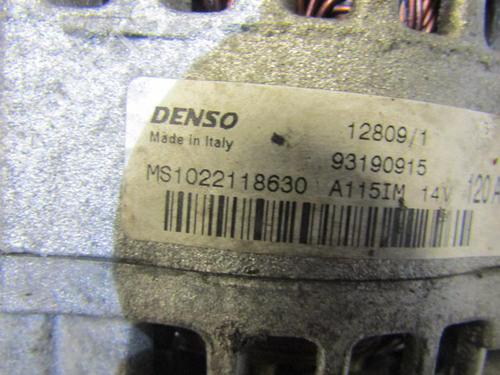 DENSO
Made in Italy
12809/1
93190915
MS1022118630 A115IM 14V 120A